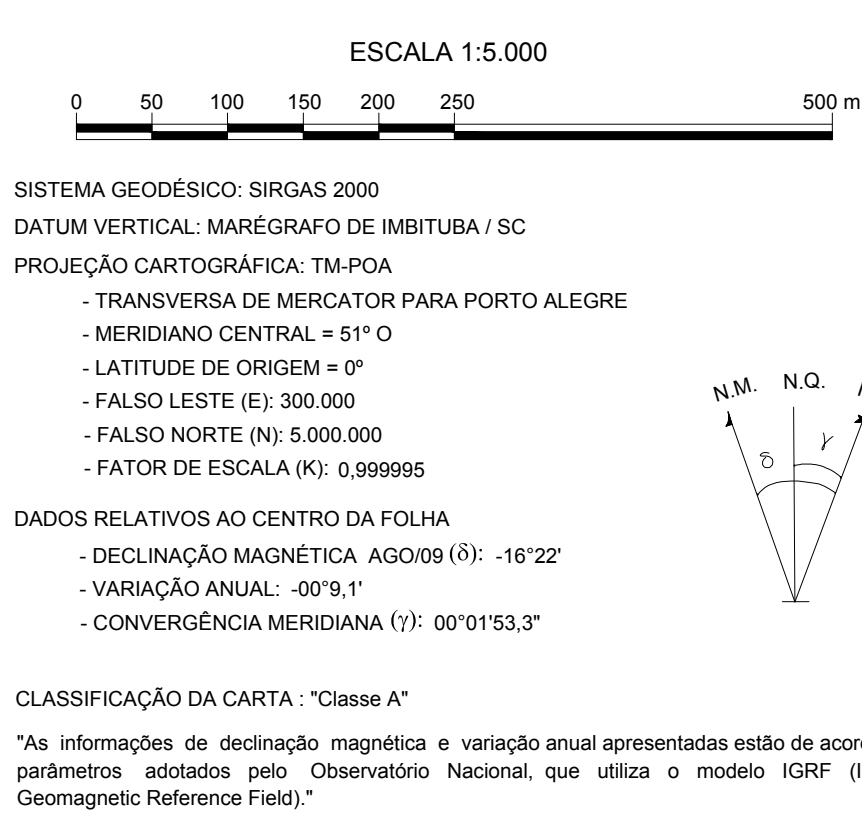 ESCALA 1:5.000
0 50 100 150 200 250 500 m
SISTEMA GEODÉSICO: SIRGAS 2000
DATUM VERTICAL: MARÉGRAFO DE IMBITUBA / SC
PROJEÇÃO CARTOGRÁFICA: TM-POA
- TRANSVERSA DE MERCATOR PARA PORTO ALEGRE
- MERIDIANO CENTRAL = 51º O
- LATITUDE DE ORIGEM = 0º
- FALSO LESTE (E): 300.000
- FALSO NORTE (N): 5.000.000
- FATOR DE ESCALA (K): 0,999995
N.M. N.Q.
δ γ
DADOS RELATIVOS AO CENTRO DA FOLHA
- DECLINAÇÃO MAGNÉTICA AGO/09 (δ): -16°22'
- VARIAÇÃO ANUAL: -00°9,1'
- CONVERGÊNCIA MERIDIANA (γ): 00°01'53,3"
CLASSIFICAÇÃO DA CARTA : "Classe A"
"As informações de declinação magnética e variação anual apresentadas estão de
parâmetros adotados pelo Observatório Nacional, que utiliza o modelo IGRF
Geomagnetic Reference Field)."